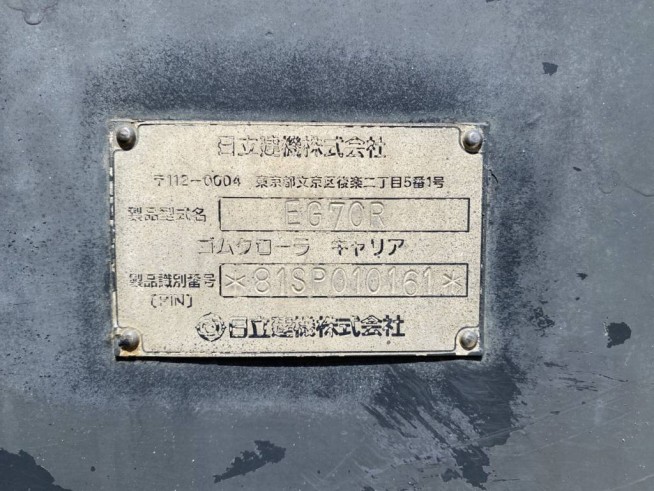 日立建機株式会社
〒112-0004 東京都文京区後楽二丁目5番1号
製品型式名 EG70R
ゴムクローラ キャリア
製品識別番号 *81SP010161*
(PIN)
日立建機株式会社